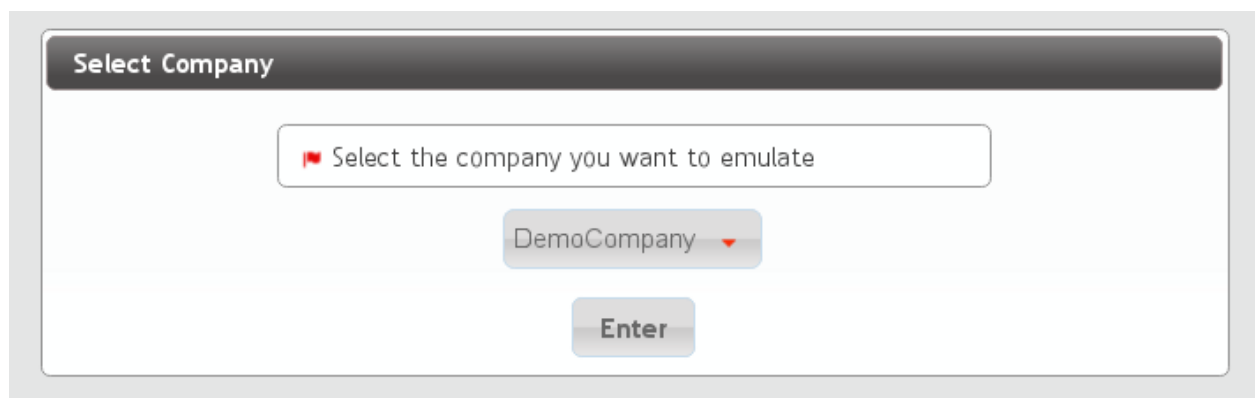 Select Company
Select the company you want to emulate
DemoCompany
Enter